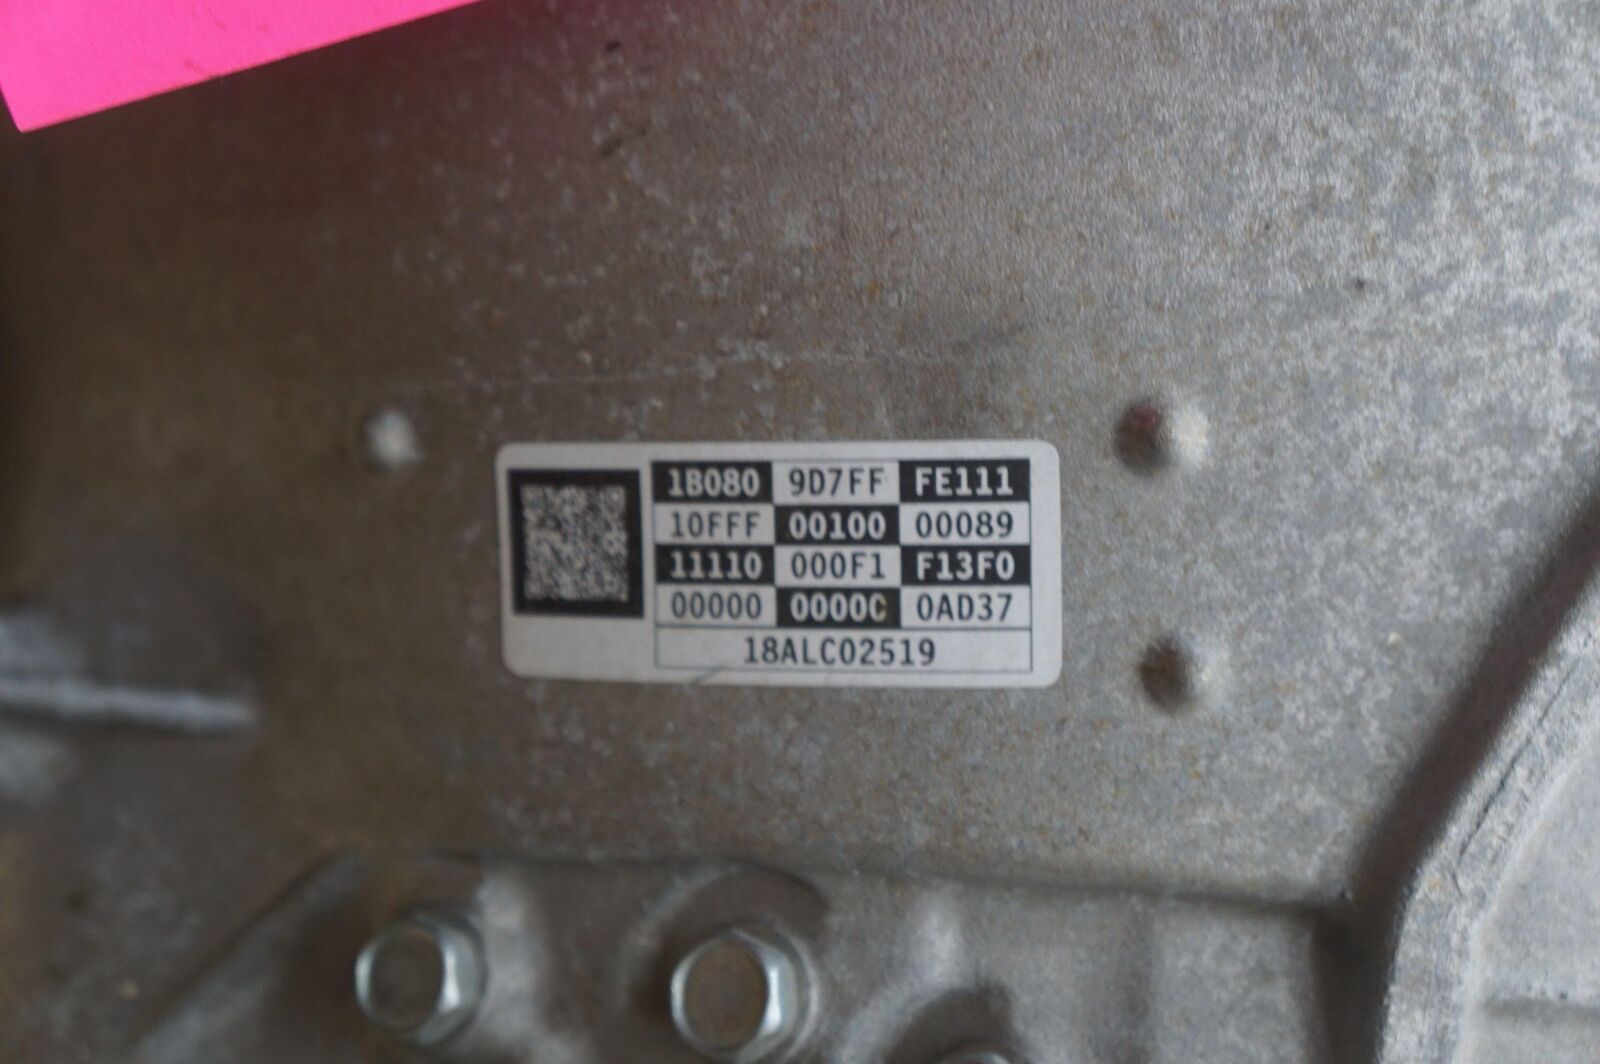 1B080 9D7FF FE111
10FFF 00100 00089
11110 000F1 F13F0
00000 0000C 0AD37
18ALC02519